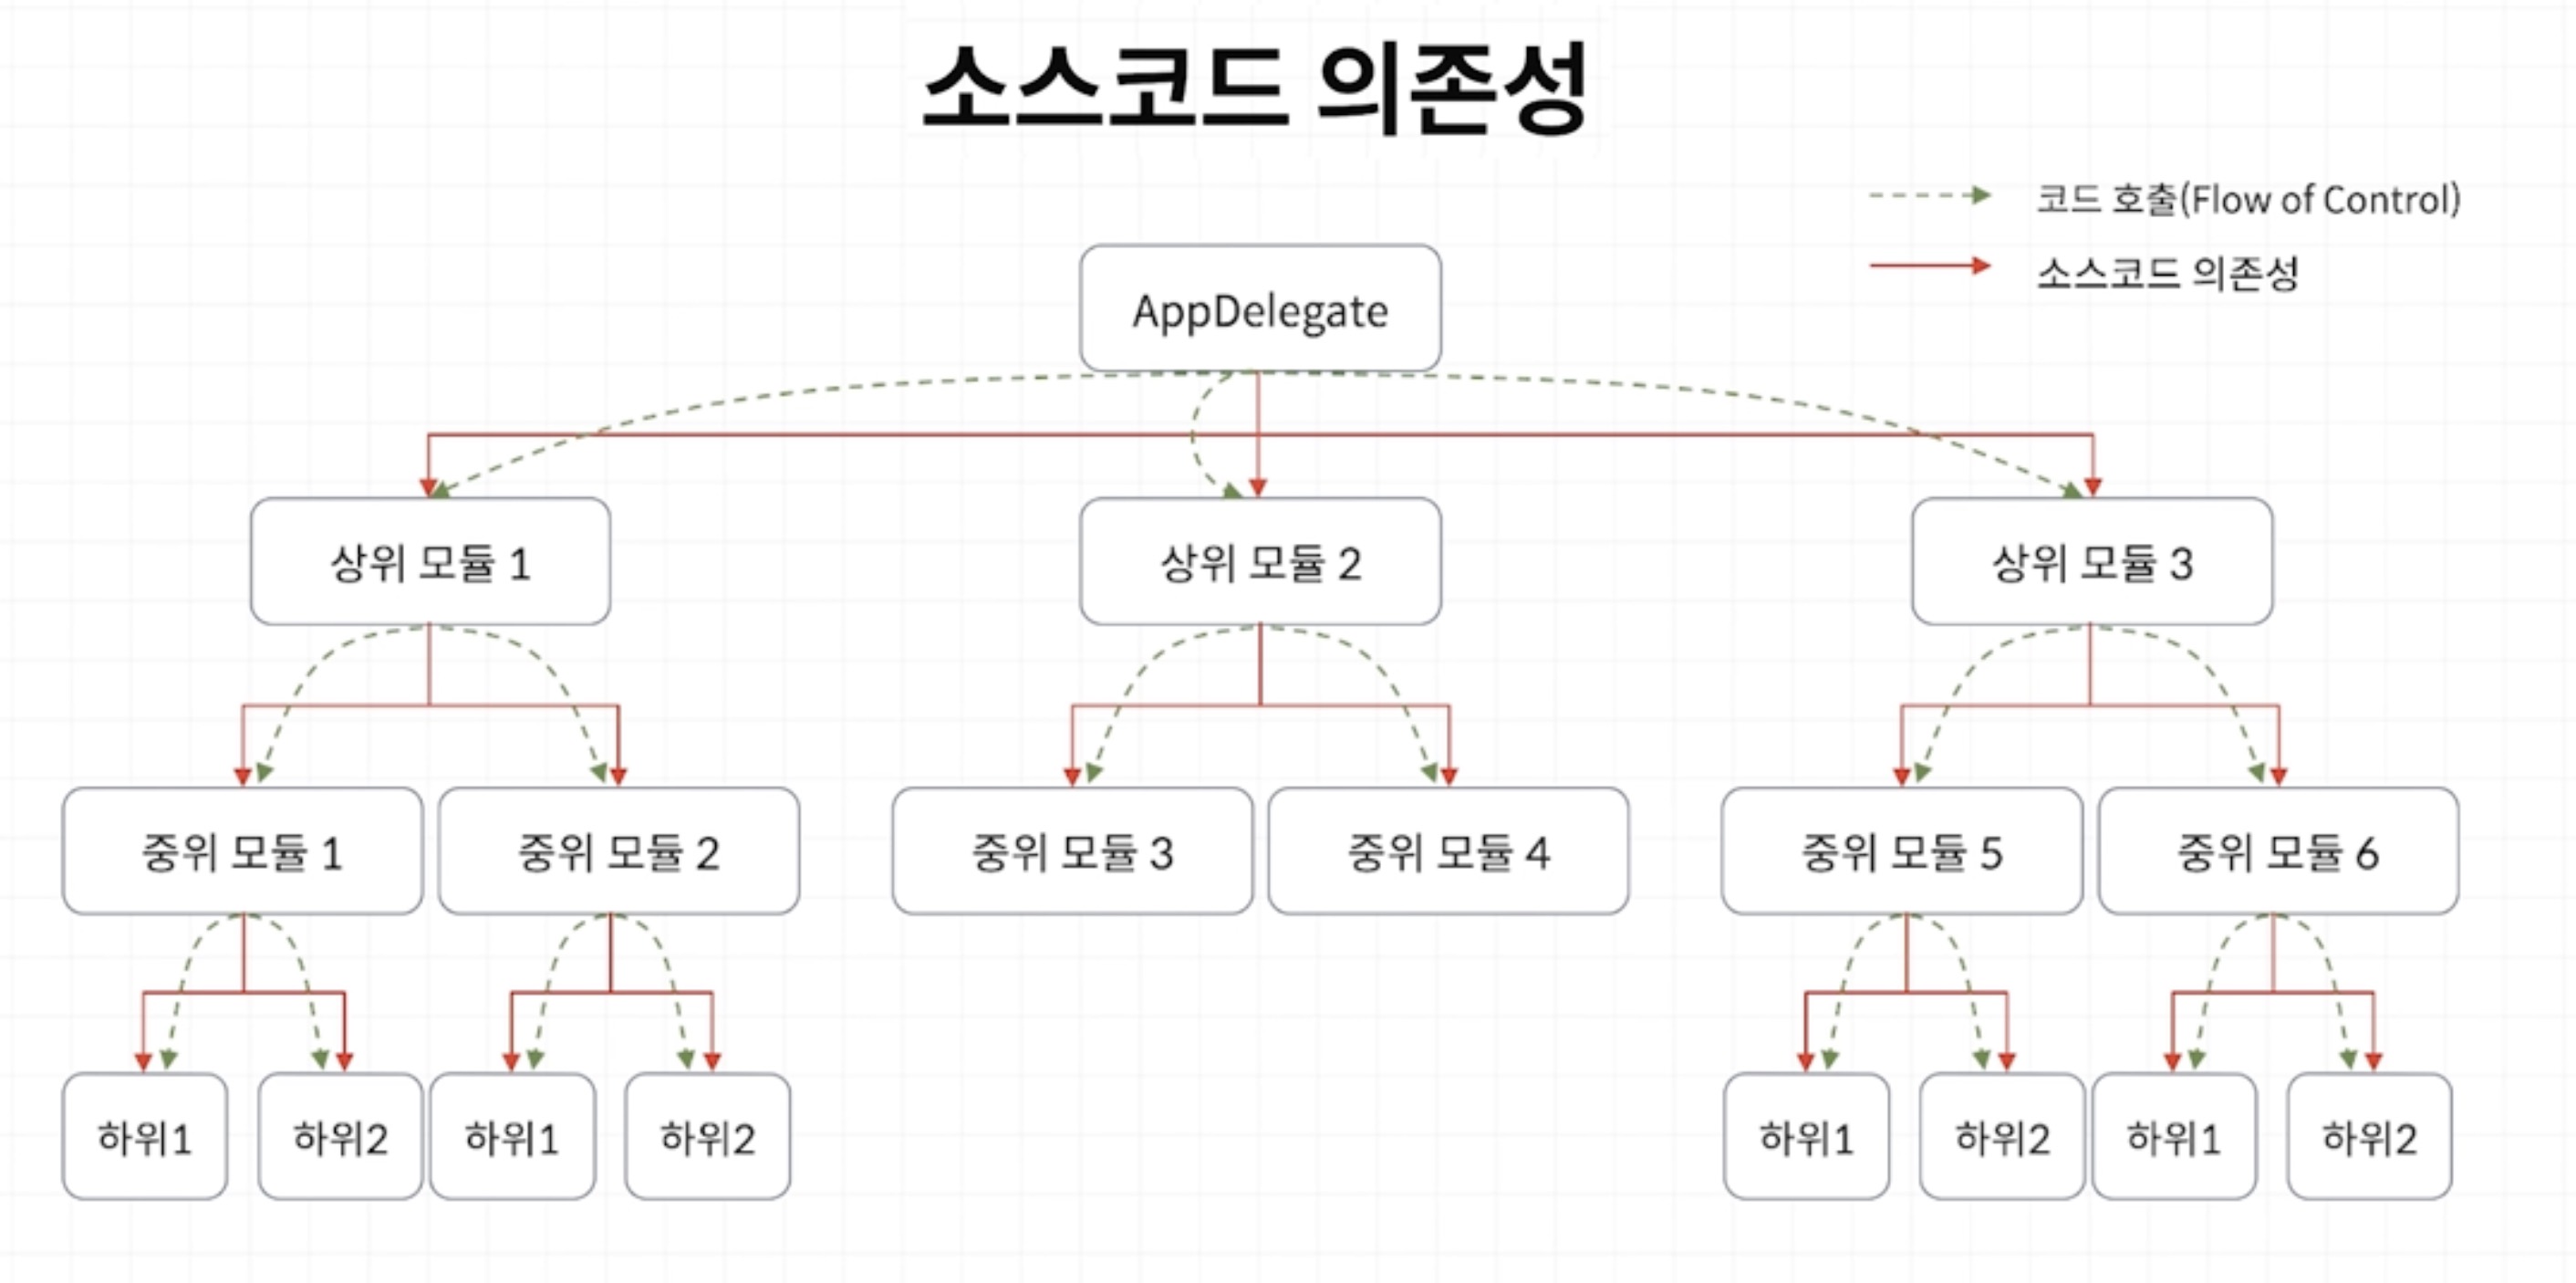 소스코드 의존성
코드 호출(Flow of Control)
소스코드 의존성
AppDelegate
상위 모듈 1
상위 모듈 2
상위 모듈 3
중위 모듈 1
중위 모듈 2
중위 모듈 3
중위 모듈 4
중위 모듈 5
중위 모듈 6
하위1
하위2
하위1
하위2
하위1
하위2
하위1
하위2